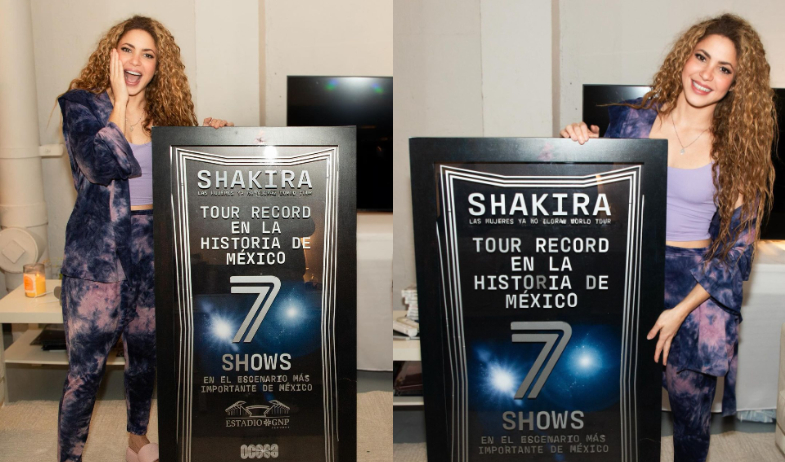 SHAKIRA
LAS MUJERES YA NO LLORAN WORLD TOUR
TOUR RECORD
EN LA
HISTORIA DE
MÉXICO
7
SHOWS
EN EL ESCENARIO MÁS
IMPORTANTE DE MÉXICO
ESTADIO GNP
SHAKIRA
LAS MUJERES YA NO LLORAN WORLD TOUR
TOUR RECORD
EN LA
HISTORIA DE
MÉXICO
7
SHOWS
EN EL ESCENARIO MÁS
IMPORTANTE DE MÉXICO